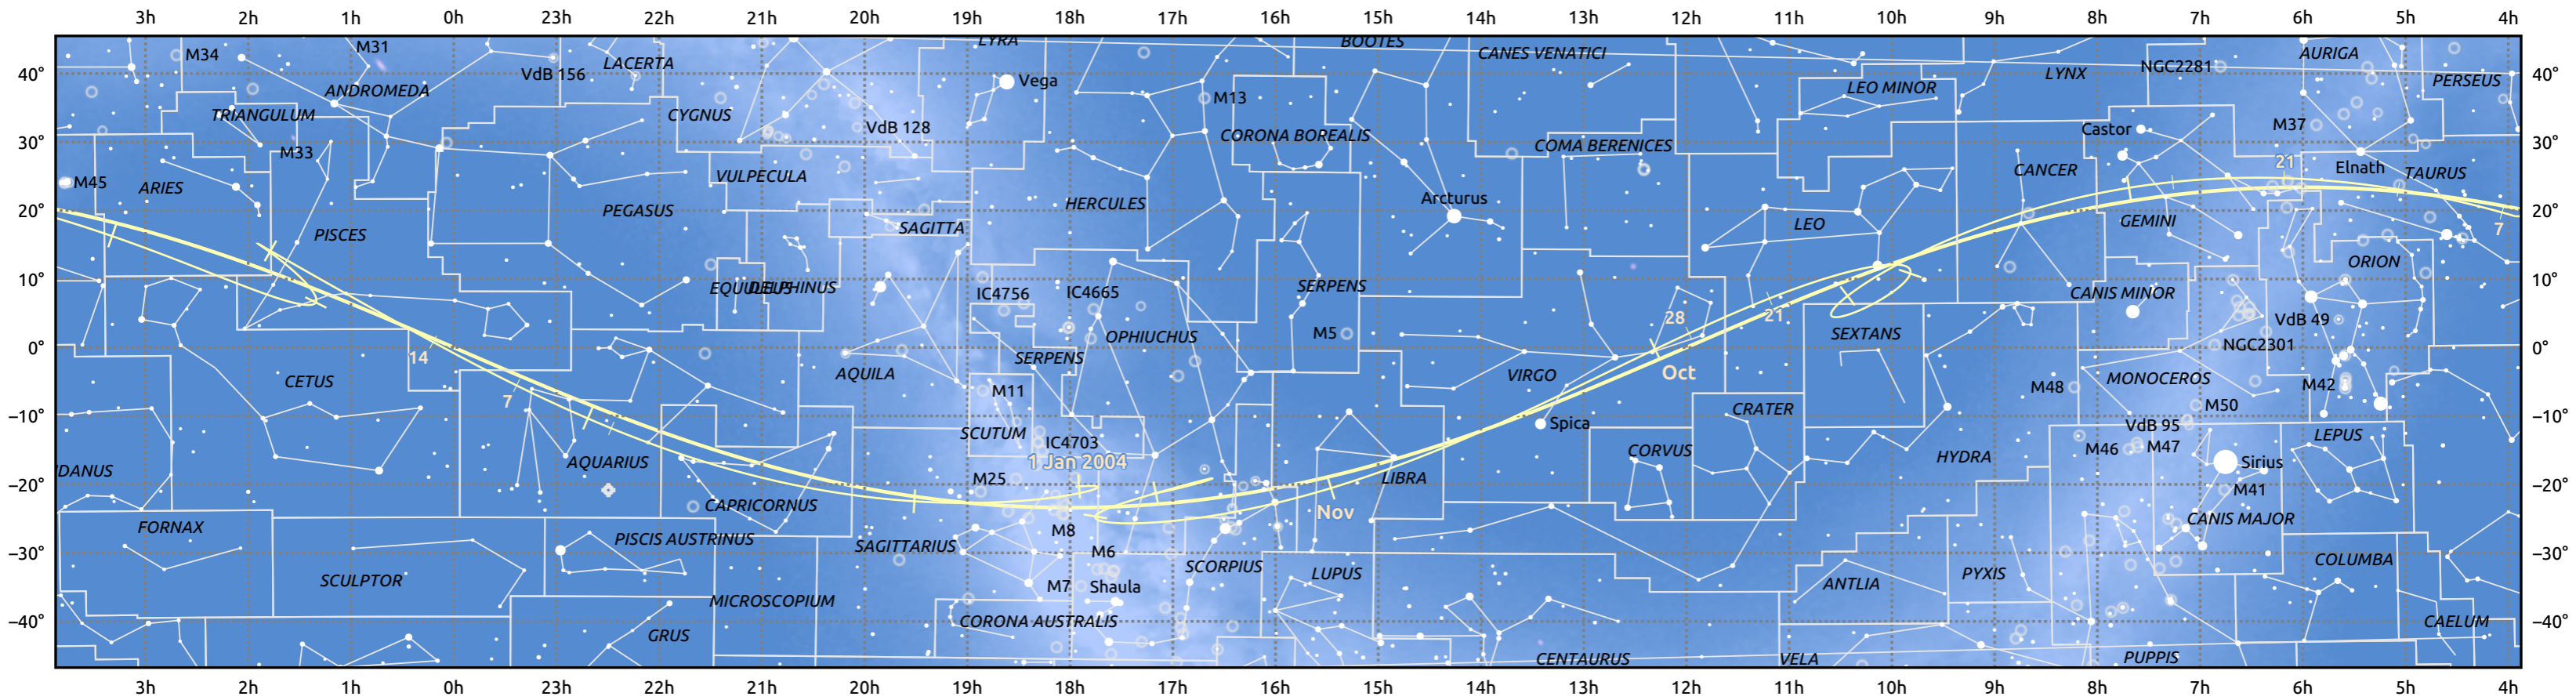 3h 2h 1h 0h 23h 22h 21h 20h 19h 18h 17h 16h 15h 14h 13h 12h 11h 10h 9h 8h 7h 6h 5h 4h
M34 M31 LACERTA LYRA BOOTES CANES VENATICI AURIGA
40° VdB 156 Vega LYNX NGC2281 PERSEUS 40°
ANDROMEDA M13 LEO MINOR
TRIANGULUM CYGNUS VdB 128 CORONA BOREALIS Castor M37
30° M33 COMA BERENICES 30°
M45 ARIES VULPECULA CANCER 21 Elnath TAURUS
20° PEGASUS HERCULES Arcturus 20°
PISCES SAGITTA LEO GEMINI 7
10° ORION 10°
EQUULEUS DELPHINUS IC4756 IC4665 SERPENS CANIS MINOR
28 21 VdB 49
0° 14 SERPENS OPHIUCHUS M5 SEXTANS NGC2301 0°
CETUS AQUILA VIRGO Oct MONOCEROS
7 M11 M48 M42
−10° CRATER M50 −10°
SCUTUM IC4703 Spica VdB 95 LEPUS
IDANUS AQUARIUS 1 Jan 2004 CORVUS HYDRA M46 M47 Sirius
−20° M25 LIBRA M41 −20°
CAPRICORNUS Nov
FORNAX M8 CANIS MAJOR
−30° PISCIS AUSTRINUS SAGITTARIUS M6 COLUMBA −30°
SCULPTOR M7 Shaula SCORPIUS LUPUS ANTLIA PYXIS
MICROSCOPIUM
−40° GRUS CORONA AUSTRALIS CAELUM −40°
CENTAURUS VELA PUPPIS
3h 2h 1h 0h 23h 22h 21h 20h 19h 18h 17h 16h 15h 14h 13h 12h 11h 10h 9h 8h 7h 6h 5h 4h